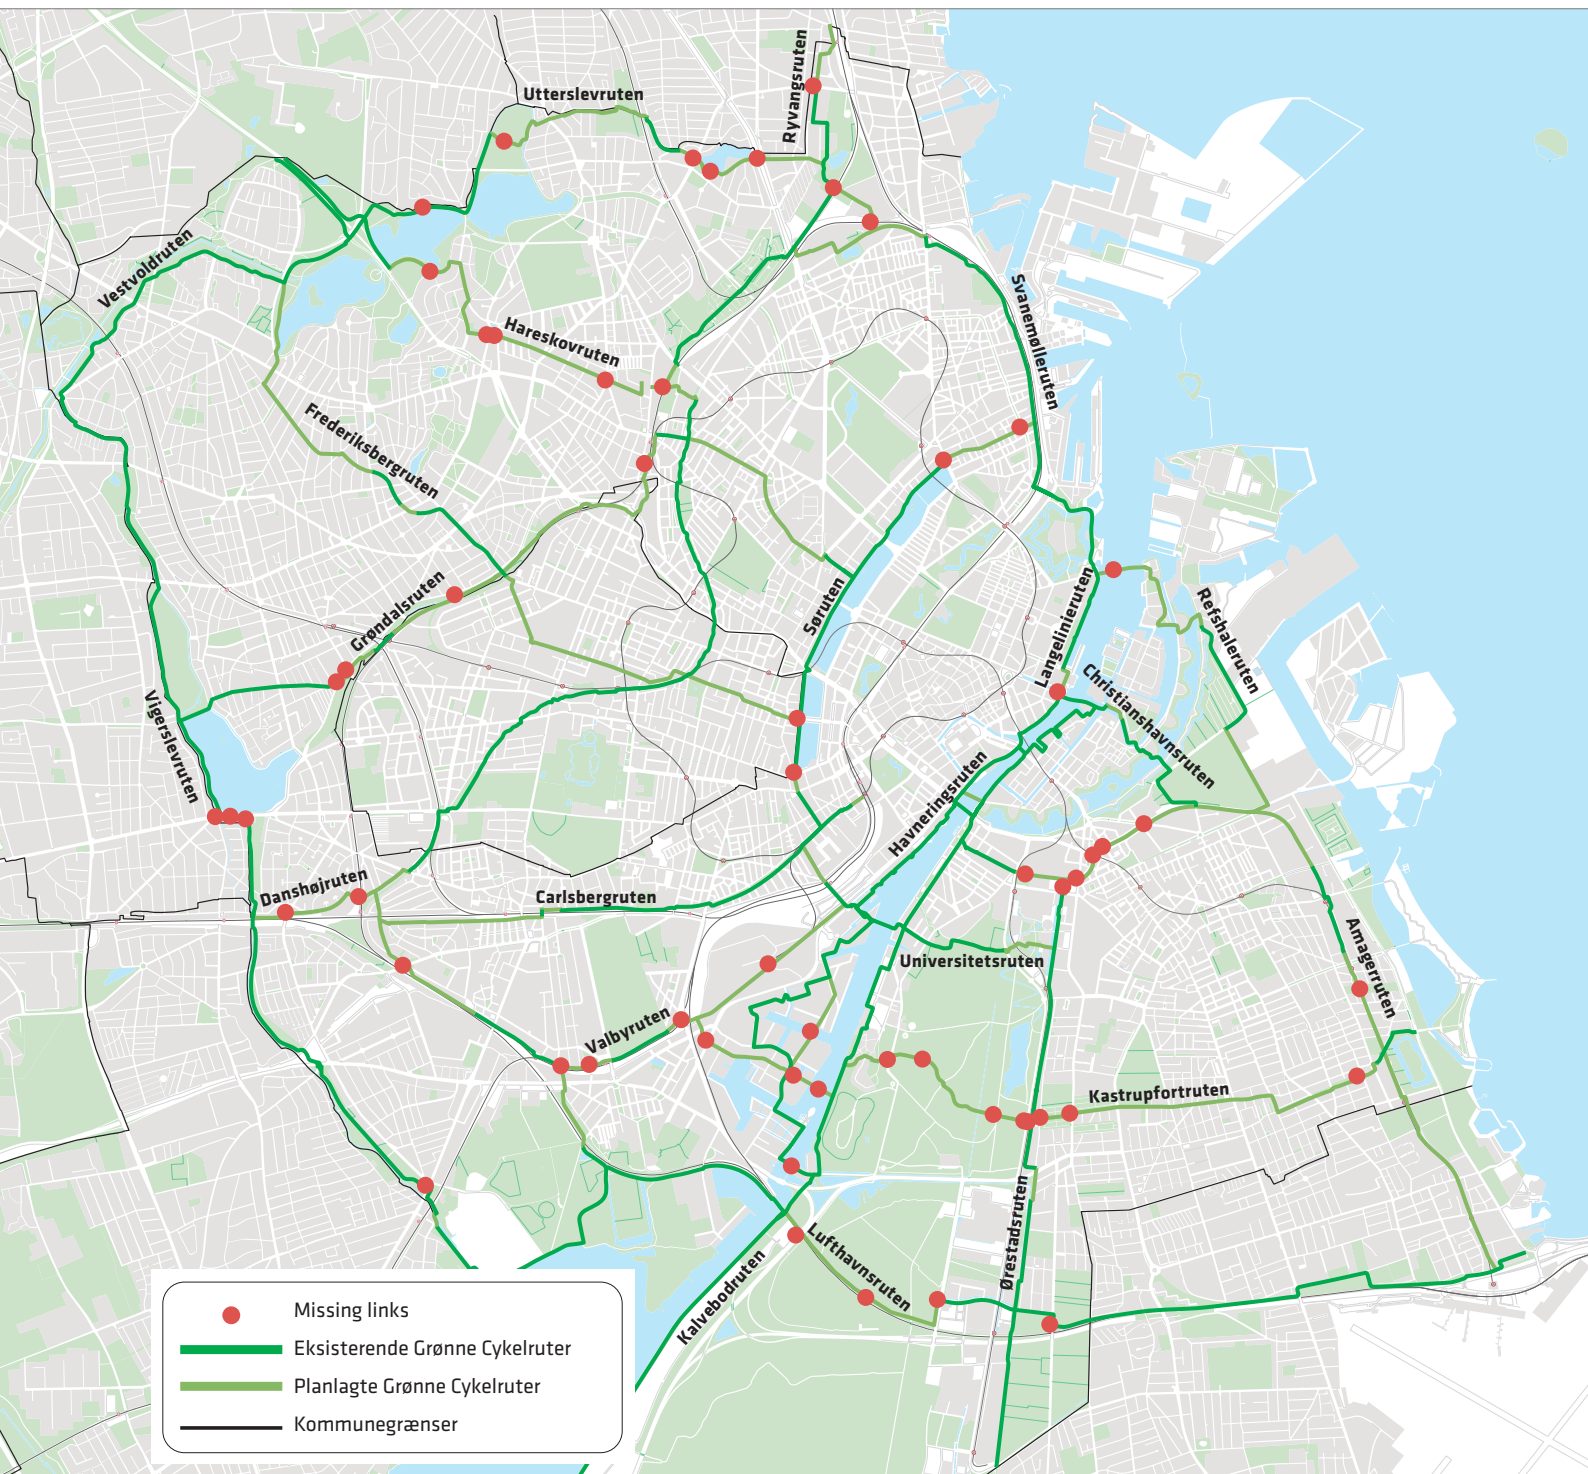 Utterslevruten
Ryvangsruten
Vestvoldruten
Svanemølleruten
Hareskovruten
Frederiksbergruten
Grøndalsruten
Søruten
Langelinieruten
Refshaleruten
Christianshavnsruten
Vigerslevruten
Havneringsruten
Danshøjruten
Carlsbergruten
Universitetsruten
Amagerruten
Valbyruten
Kastrupfortruten
Ørestadsruten
Lufthavnsruten
Kalvebodruten
Missing links
Eksisterende Grønne Cykelruter
Planlagte Grønne Cykelruter
Kommunegrænser